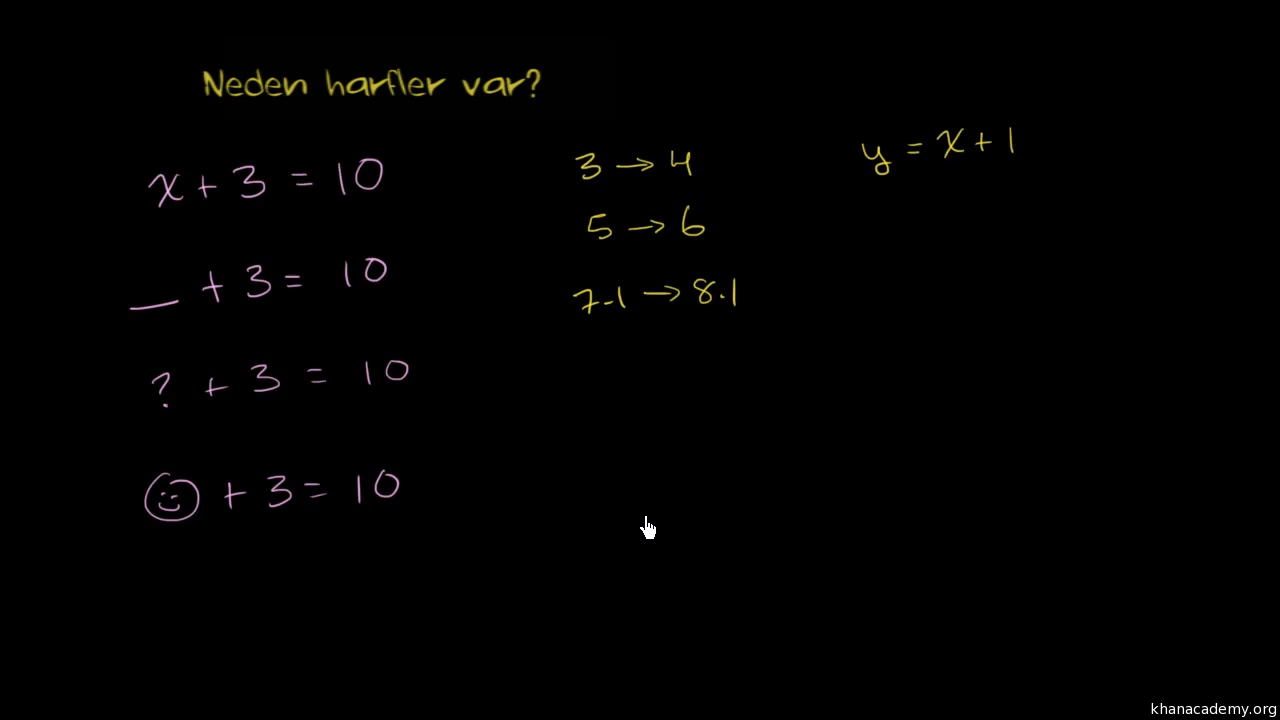 Neden harfler var?
x + 3 = 10
__ + 3 = 10
? + 3 = 10
☺ + 3 = 10
3 → 4
5 → 6
7.1 → 8.1
y = x + 1
khanacademy.org